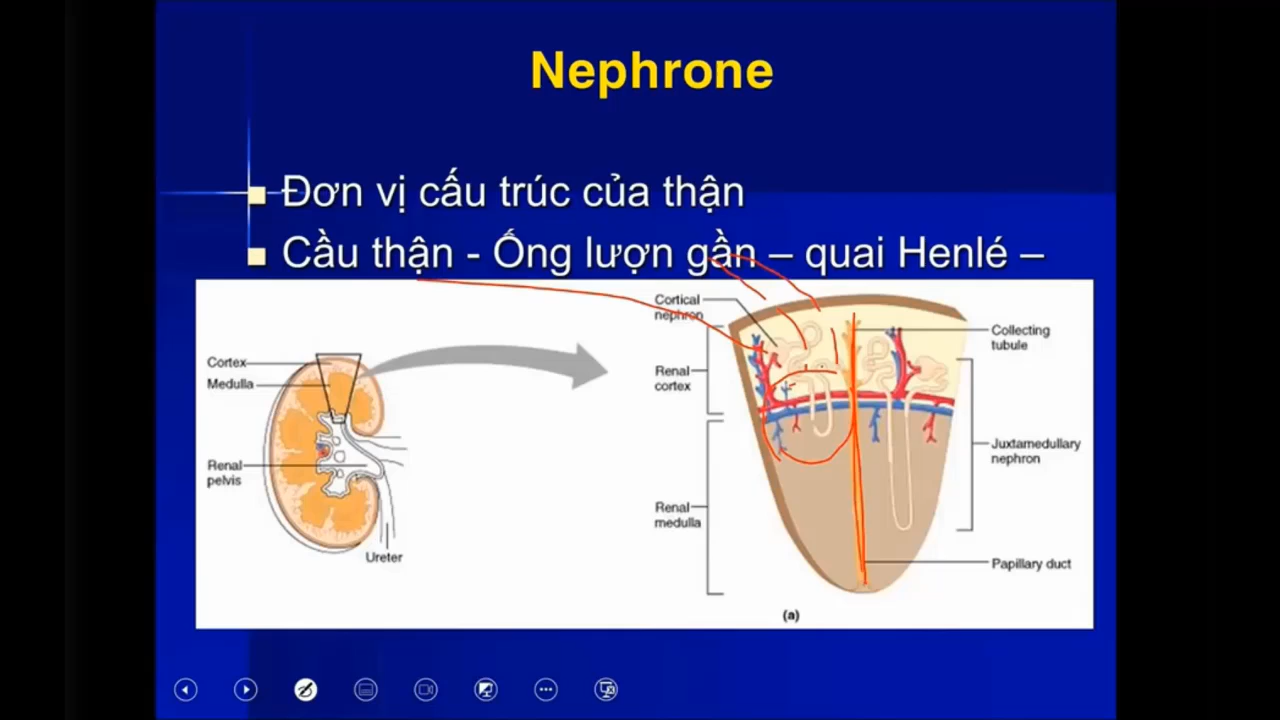 Nephrone
Đơn vị cấu trúc của thận
Cầu thận - Ống lượn gần – quai Henlé –
Cortical
nephron
Collecting
tubule
Cortex
Medulla
Renal
cortex
Juxtamedullary
nephron
Renal
pelvis
Renal
medulla
Ureter
Papillary duct
(a)